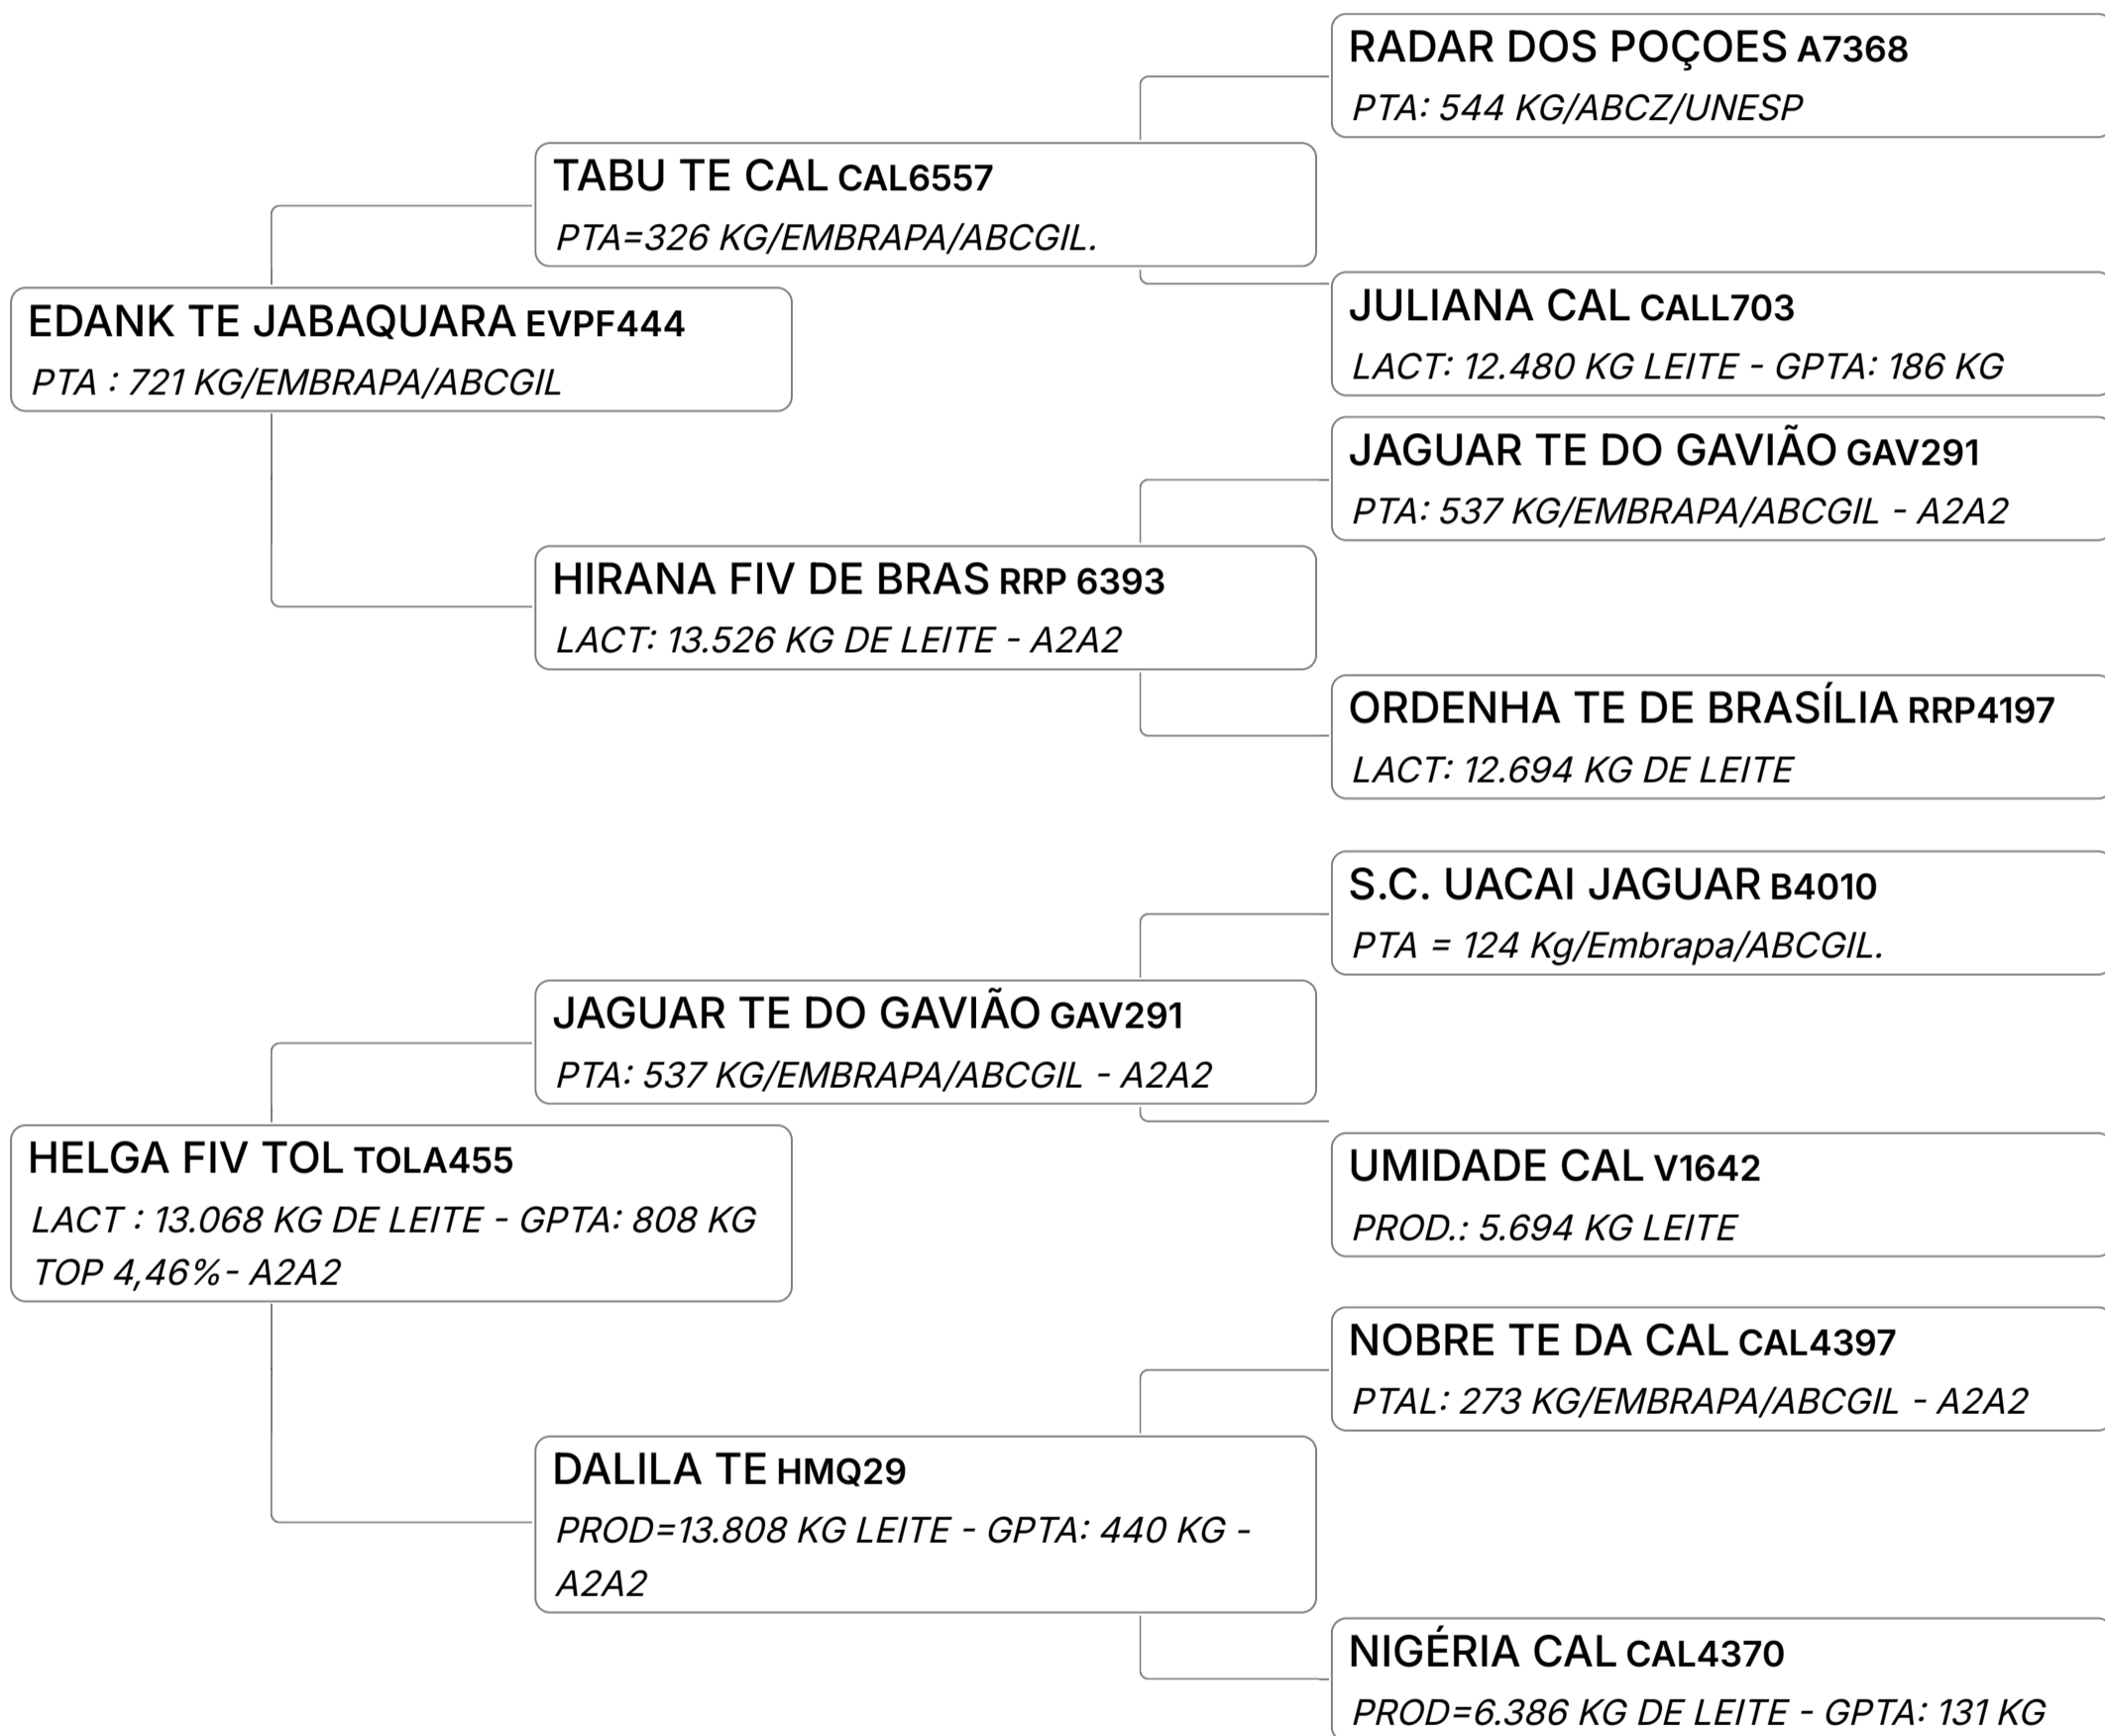 RADAR DOS POÇOES A7368
PTA: 544 KG/ABCZ/UNESP
TABU TE CAL CAL6557
PTA=326 KG/EMBRAPA/ABCGIL.
JULIANA CAL CALL703
LACT: 12.480 KG LEITE - GPTA: 186 KG
EDANK TE JABAQUARA EVPF444
PTA : 721 KG/EMBRAPA/ABCGIL
JAGUAR TE DO GAVIÃO GAV291
PTA: 537 KG/EMBRAPA/ABCGIL - A2A2
HIRANA FIV DE BRAS RRP 6393
LACT: 13.526 KG DE LEITE - A2A2
ORDENHA TE DE BRASÍLIA RRP4197
LACT: 12.694 KG DE LEITE
S.C. UACAI JAGUAR B4010
PTA = 124 Kg/Embrapa/ABCGIL.
JAGUAR TE DO GAVIÃO GAV291
PTA: 537 KG/EMBRAPA/ABCGIL - A2A2
UMIDADE CAL V1642
PROD.: 5.694 KG LEITE
HELGA FIV TOL TOLA455
LACT : 13.068 KG DE LEITE - GPTA: 808 KG
TOP 4,46%- A2A2
NOBRE TE DA CAL CAL4397
PTAL: 273 KG/EMBRAPA/ABCGIL - A2A2
DALILA TE HMQ29
PROD=13.808 KG LEITE - GPTA: 440 KG -
A2A2
NIGÉRIA CAL CAL4370
PROD=6.386 KG DE LEITE - GPTA: 131 KG